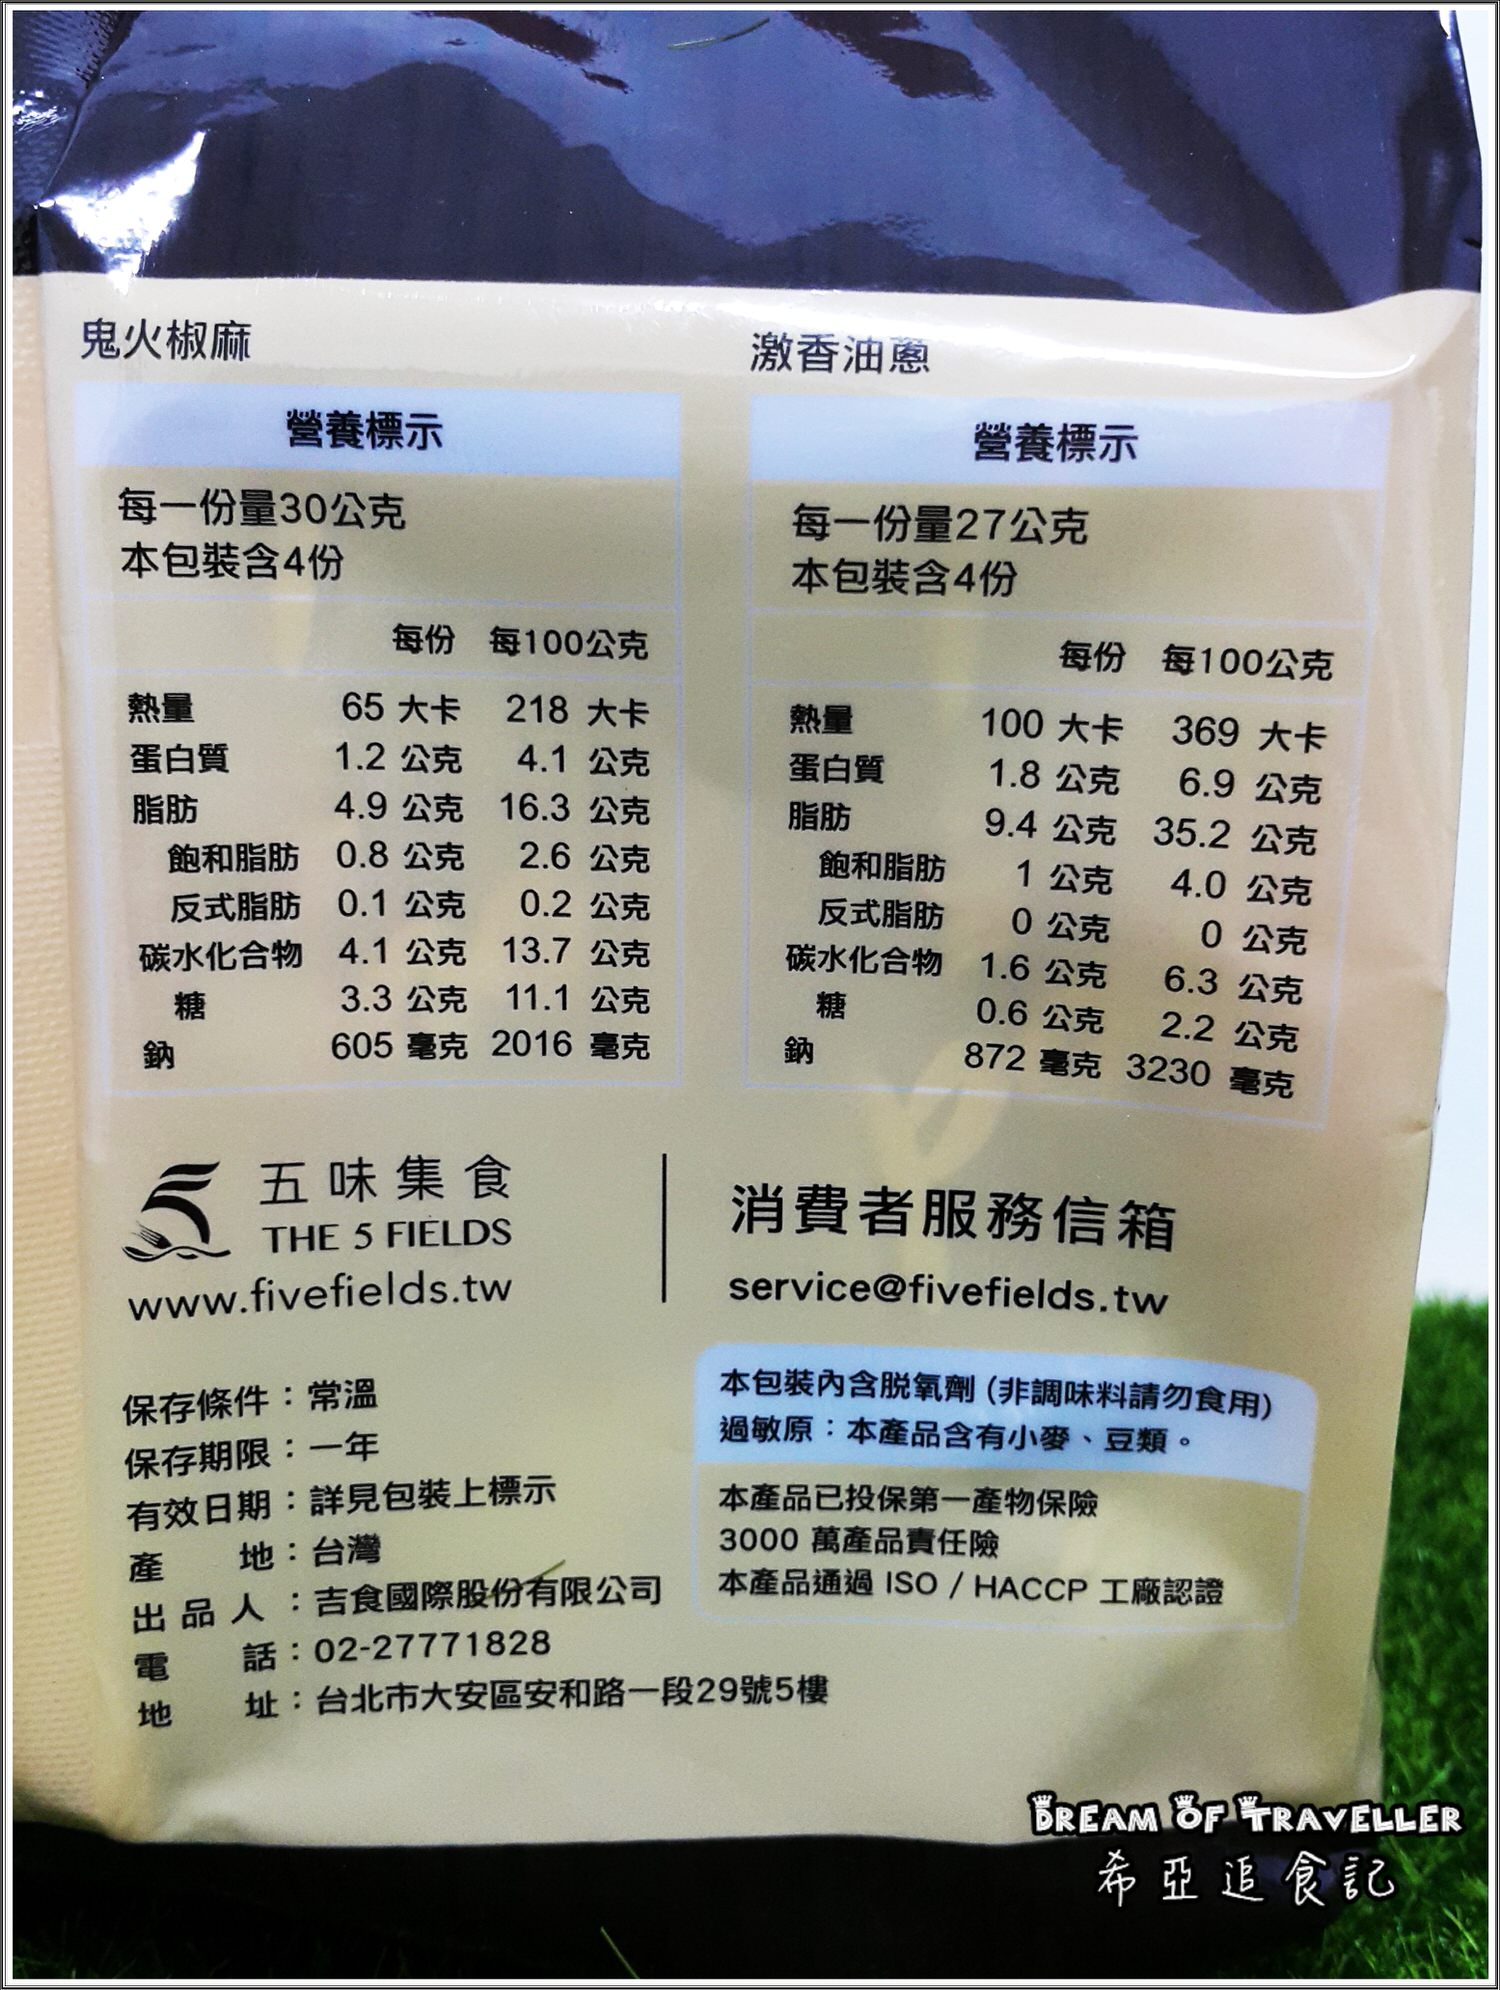 鬼火椒麻
營養標示
每一份量30公克
本包裝含4份
每份 每100公克
熱量 65 大卡 218 大卡
蛋白質 1.2 公克 4.1 公克
脂肪 4.9 公克 16.3 公克
飽和脂肪 0.8 公克 2.6 公克
反式脂肪 0.1 公克 0.2 公克
碳水化合物 4.1 公克 13.7 公克
糖 3.3 公克 11.1 公克
鈉 605 毫克 2016 毫克
激香油蔥
營養標示
每一份量27公克
本包裝含4份
每份 每100公克
熱量 100 大卡 369 大卡
蛋白質 1.8 公克 6.9 公克
脂肪 9.4 公克 35.2 公克
飽和脂肪 1 公克 4.0 公克
反式脂肪 0 公克 0 公克
碳水化合物 1.6 公克 6.3 公克
糖 0.6 公克 2.2 公克
鈉 872 毫克 3230 毫克
五味集食
THE 5 FIELDS
www.fivefields.tw
消費者服務信箱
service@fivefields.tw
保存條件：常溫
保存期限：一年
有效日期：詳見包裝上標示
產地：台灣
出品人：吉食國際股份有限公司
電話：02-27771828
地址：台北市大安區安和路一段29號5樓
本包裝內含脱氧劑 (非調味料請勿食用)
過敏原：本產品含有小麥、豆類。
本產品已投保第一產物保險
3000 萬產品責任險
本產品通過 ISO / HACCP 工廠認證
DREAM OF TRAVELLER
希亞追食記